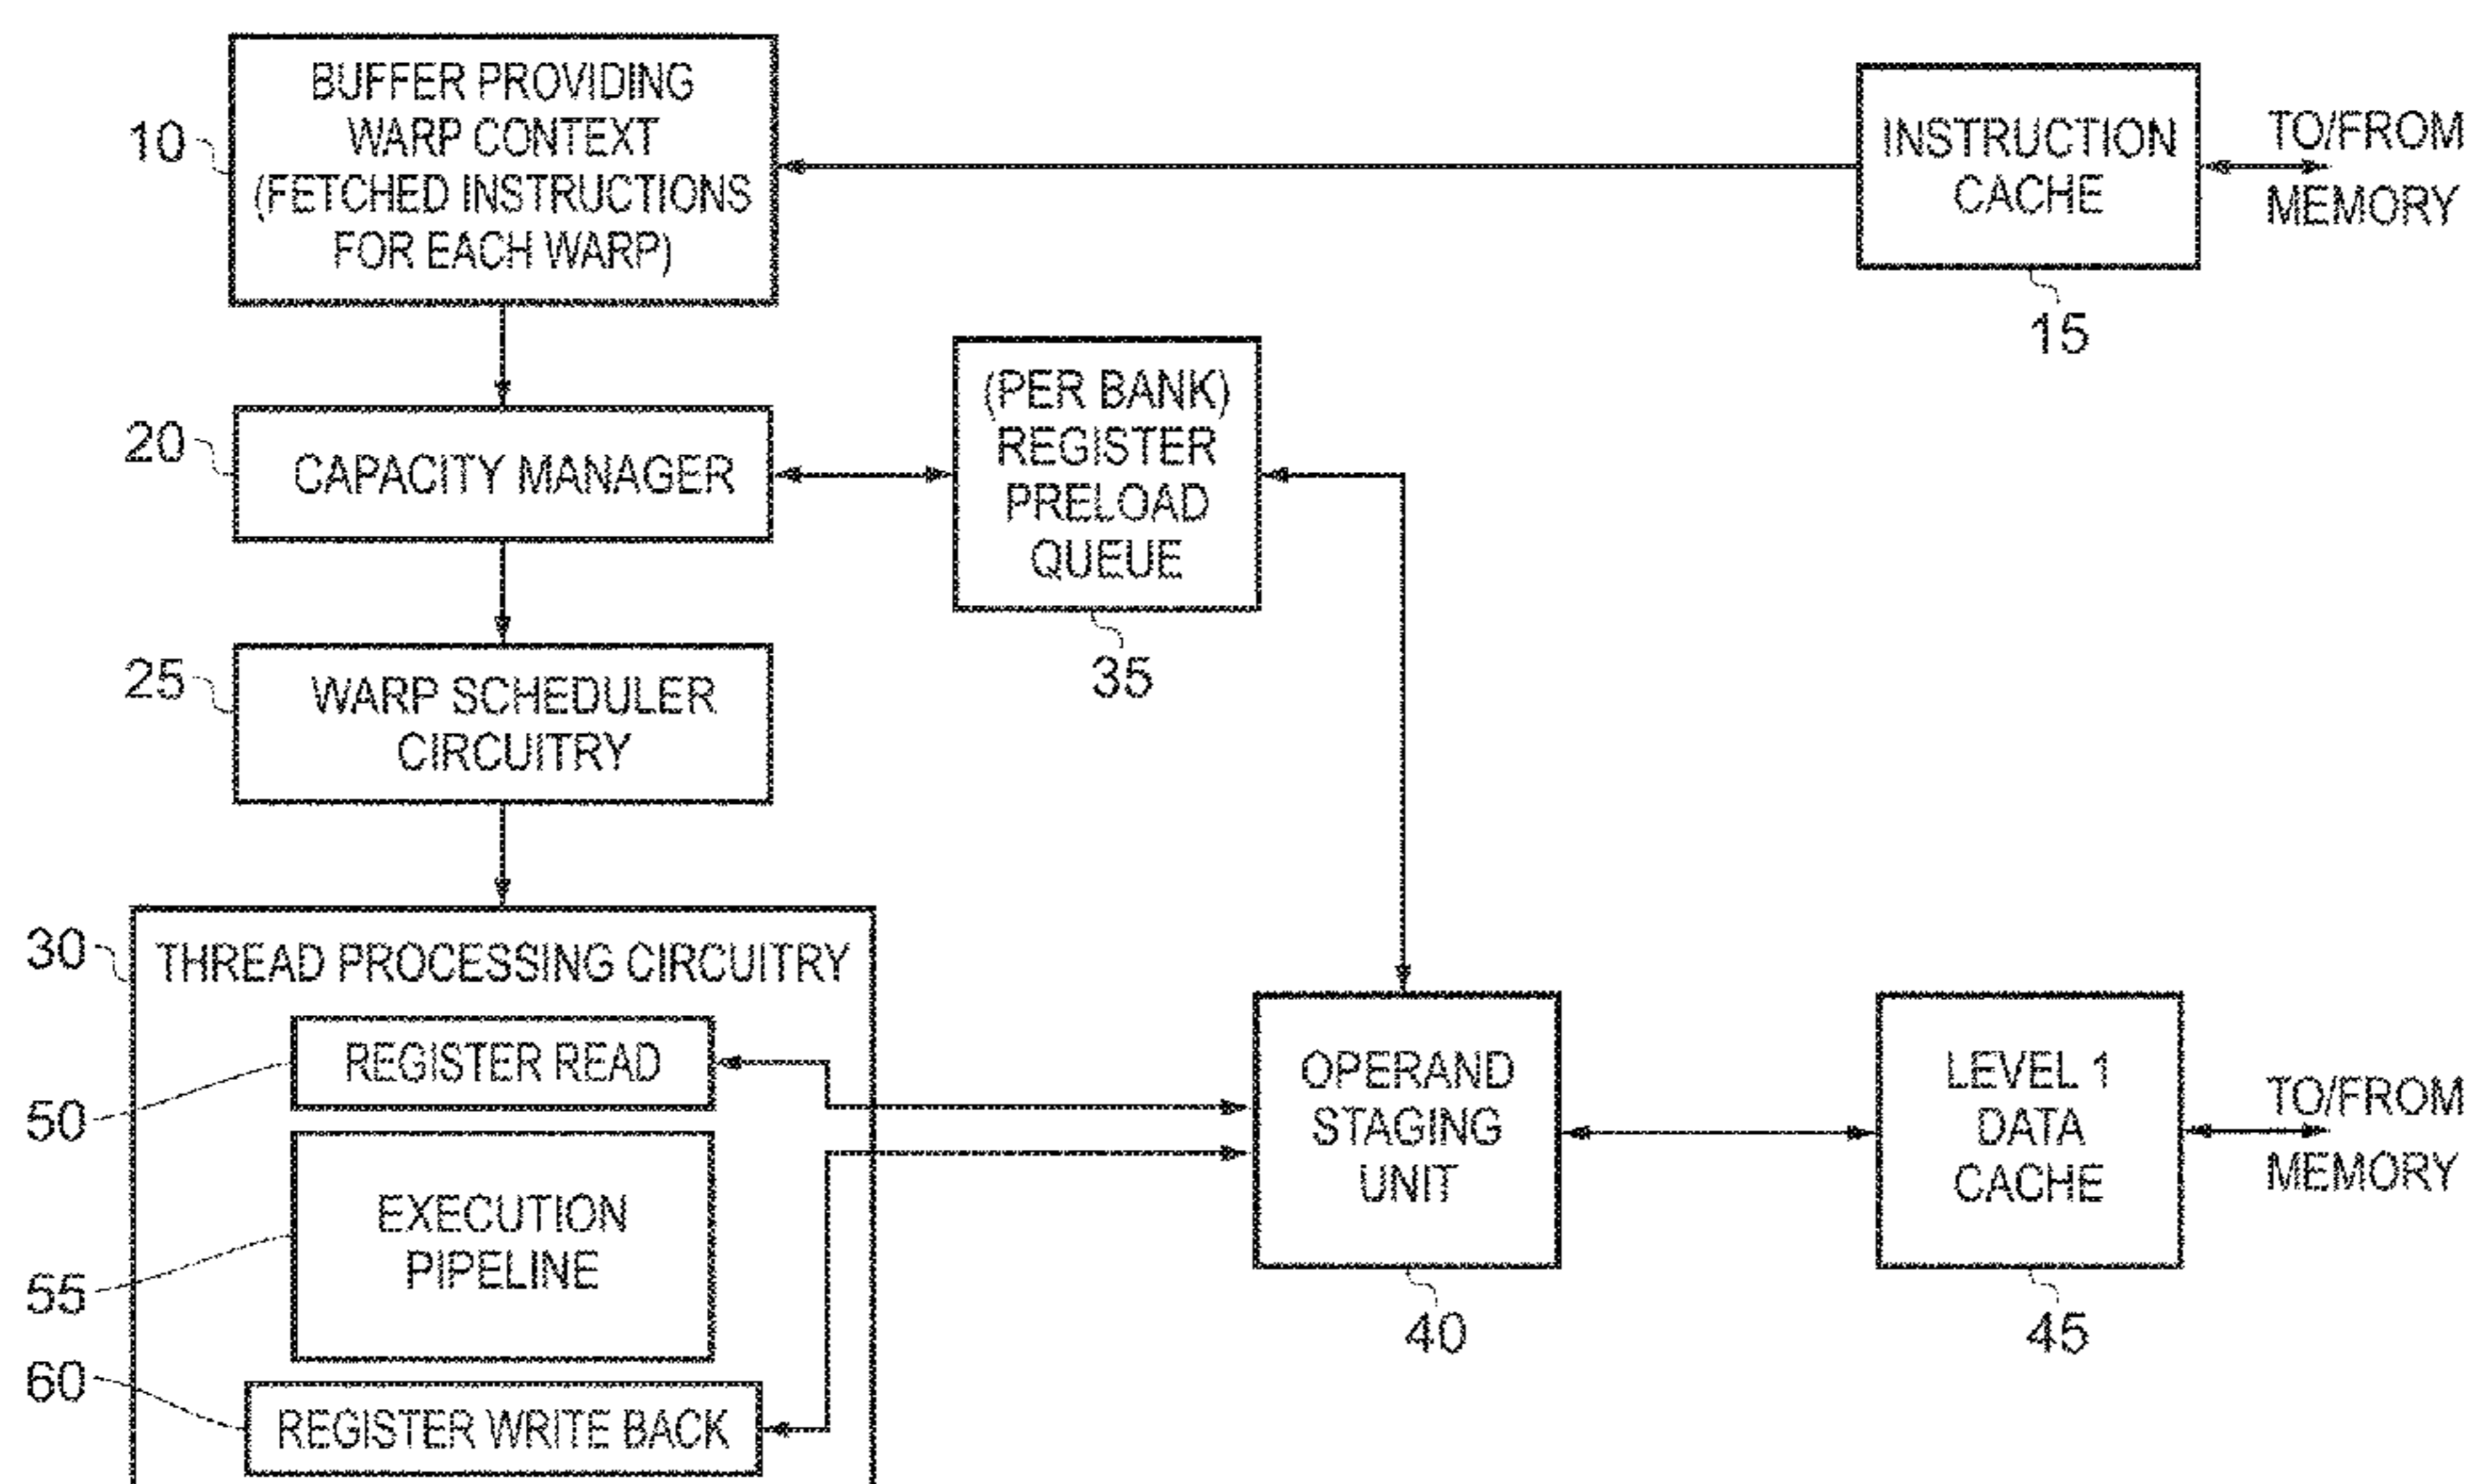 BUFFER PROVIDING
WARP CONTEXT
(FETCHED INSTRUCTIONS
FOR EACH WARP)
10
INSTRUCTION
CACHE
15
TO/FROM
MEMORY
20
CAPACITY MANAGER
(PER BANK)
REGISTER
PRELOAD
QUEUE
35
25
WARP SCHEDULER
CIRCUITRY
30
THREAD PROCESSING CIRCUITRY
REGISTER READ
50
EXECUTION
PIPELINE
55
60
REGISTER WRITE BACK
OPERAND
STAGING
UNIT
40
LEVEL 1
DATA
CACHE
45
TO/FROM
MEMORY